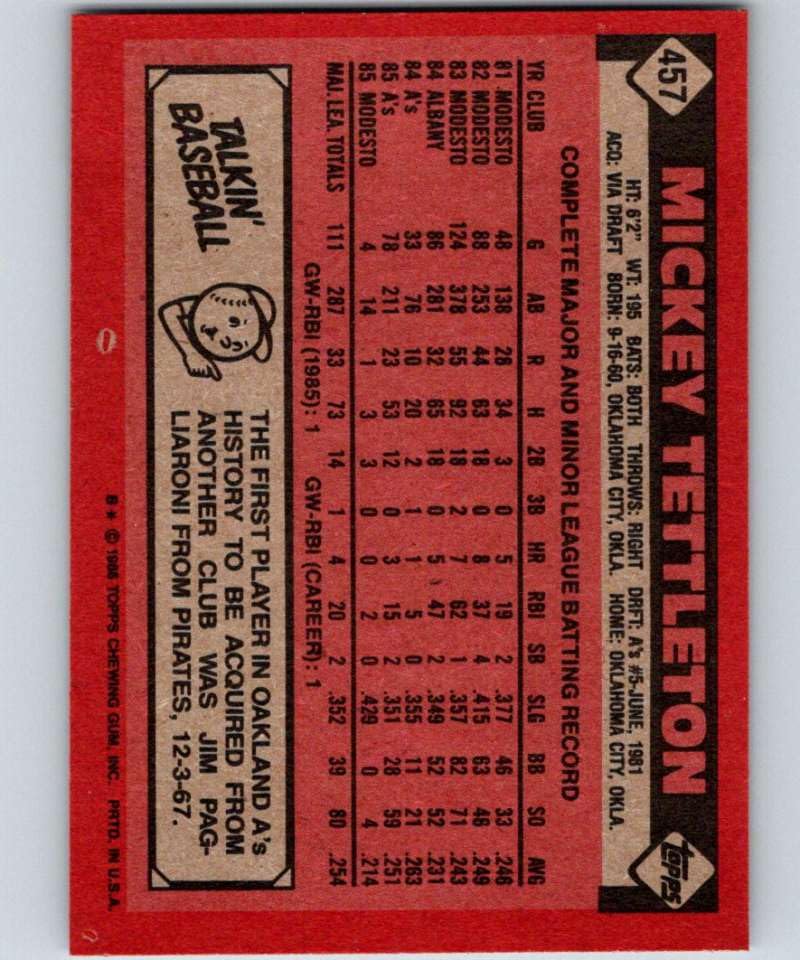 457
MICKEY TETTLETON
topps
HT: 6'2" WT: 195 BATS: BOTH THROWS: RIGHT DRFT: A's #5-JUNE, 1981
ACQ: VIA DRAFT BORN: 9-16-60, OKLAHOMA CITY, OKLA. HOME: OKLAHOMA CITY, OKLA.
COMPLETE MAJOR AND MINOR LEAGUE BATTING RECORD
YR CLUB G AB R H 2B 3B HR RBI SB SLG BB SO AVG
81 MODESTO 48 138 28 34 3 0 5 19 2 .377 46 33 .246
82 MODESTO 88 253 44 63 18 0 8 37 4 .415 63 46 .249
83 MODESTO 124 378 55 92 18 2 7 62 1 .357 82 71 .243
84 ALBANY 86 281 32 65 18 0 5 47 2 .349 52 52 .231
84 A's 33 76 10 20 2 1 1 5 0 .355 11 21 .263
85 A's 78 211 23 53 12 0 3 15 2 .351 28 59 .251
85 MODESTO 4 14 1 3 3 0 0 2 0 .429 0 4 .214
MAJ. LEA. TOTALS 111 287 33 73 14 1 4 20 2 .352 39 80 .254
GW-RBI (1985): 1 GW-RBI (CAREER): 1
TALKIN'
BASEBALL
THE FIRST PLAYER IN OAKLAND A's
HISTORY TO BE ACQUIRED FROM
ANOTHER CLUB WAS JIM PAG-
LIARONI FROM PIRATES, 12-3-67.
B* © 1986 TOPPS CHEWING GUM, INC. PRTD. IN U.S.A.